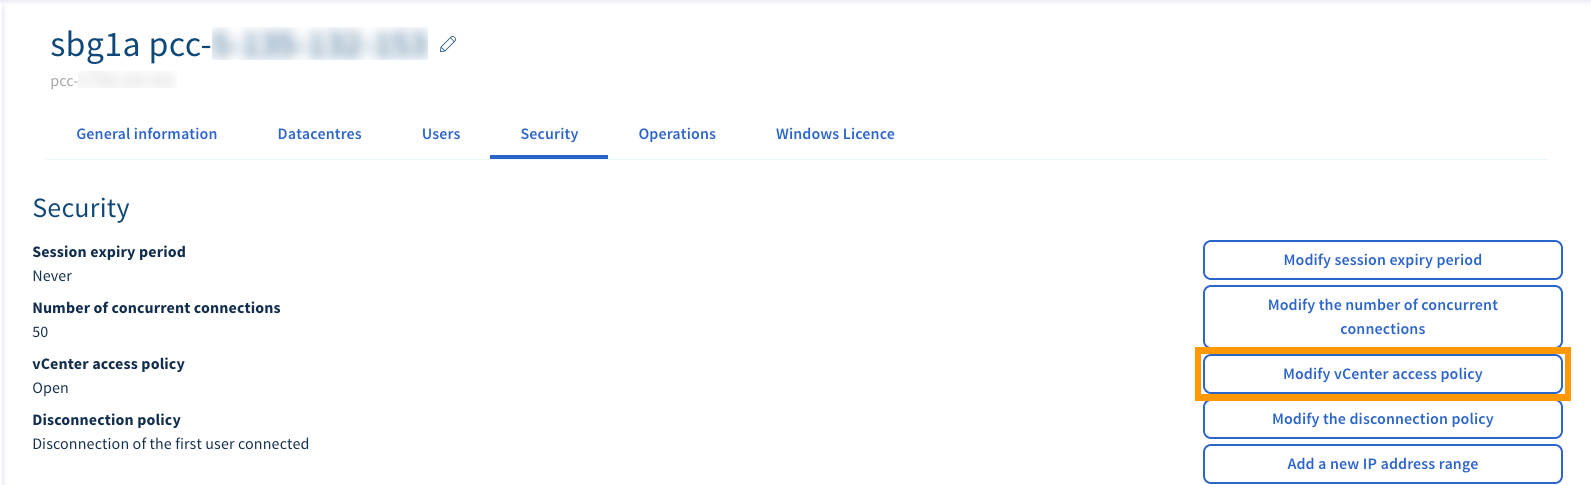 sbg1a pcc-
pcc-
General information Datacentres Users Security Operations Windows Licence
Security
Session expiry period
Never
Number of concurrent connections
50
vCenter access policy
Open
Disconnection policy
Disconnection of the first user connected
Modify session expiry period
Modify the number of concurrent
connections
Modify vCenter access policy
Modify the disconnection policy
Add a new IP address range